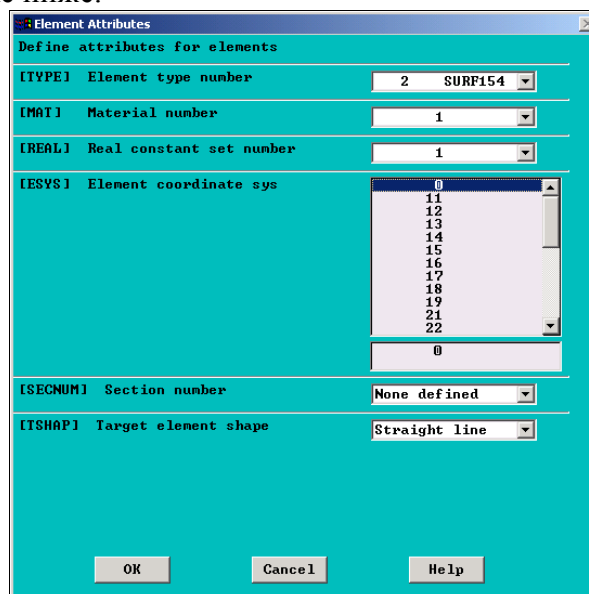 Element Attributes
Define attributes for elements
[TYPE] Element type number 2 SURF154
[MAT] Material number 1
[REAL] Real constant set number 1
[ESYS] Element coordinate sys 0
11
12
13
14
15
16
17
18
19
21
22
0
[SECNUM] Section number None defined
[TSHAP] Target element shape Straight line
OK Cancel Help